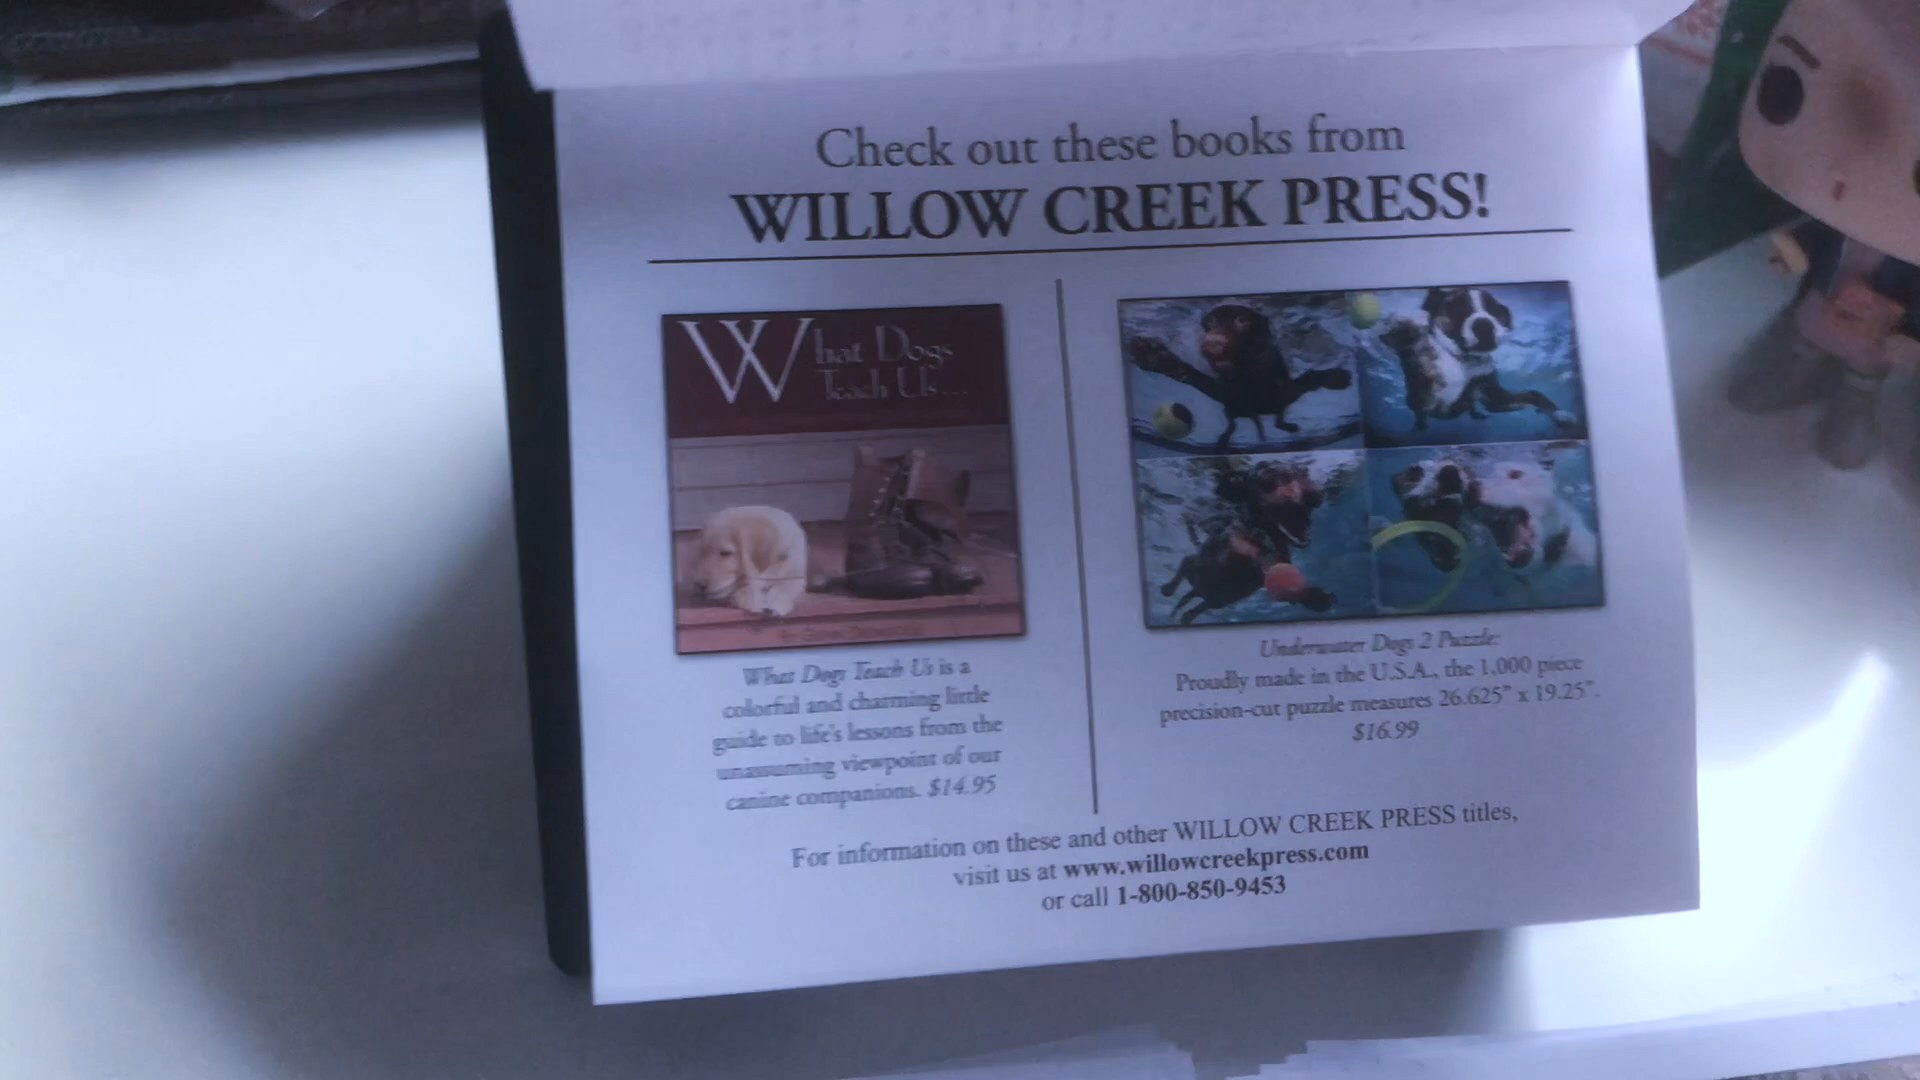 Check out these books from
WILLOW CREEK PRESS!
What Dogs
Teach Us...
What Dogs Teach Us is a
colorful and charming little
guide to life's lessons from the
unassuming viewpoint of our
canine companions. $14.95
Underwater Dogs 2 Puzzle:
Proudly made in the U.S.A., the 1,000 piece
precision-cut puzzle measures 26.625" x 19.25".
$16.99
For information on these and other WILLOW CREEK PRESS titles,
visit us at www.willowcreekpress.com
or call 1-800-850-9453